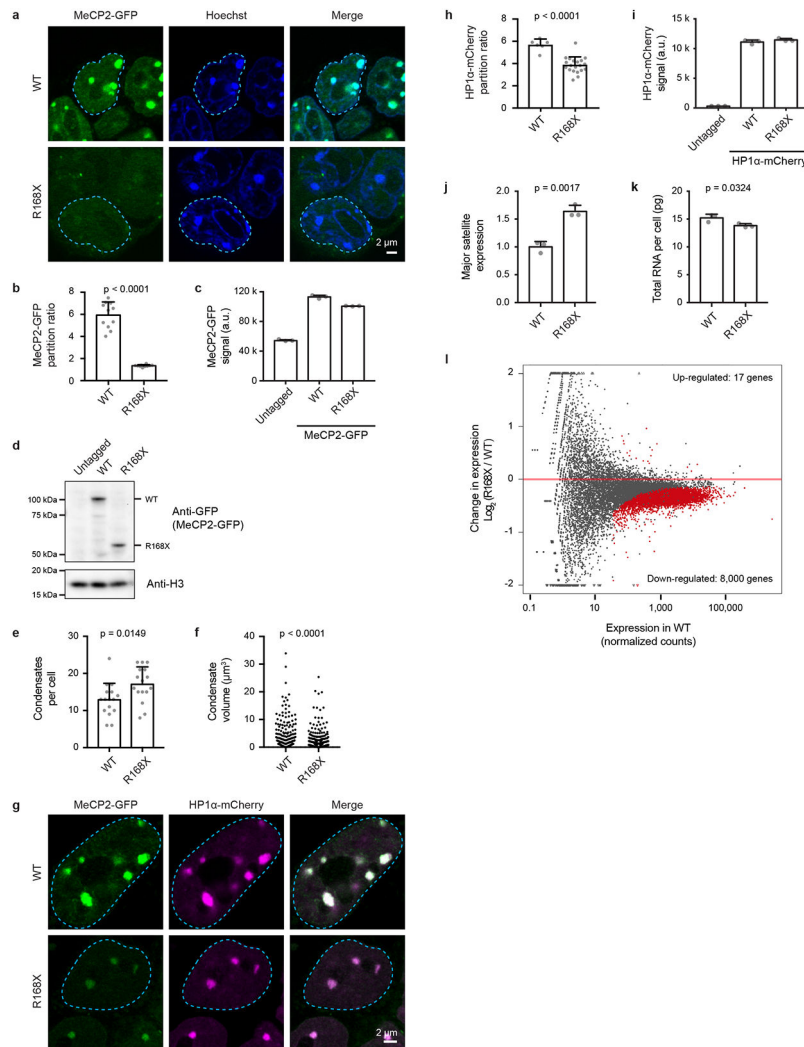 a
MeCP2-GFP
Hoechst
Merge
WT
R168X
2 µm
b
p < 0.0001
MeCP2-GFP
partition ratio
8
6
4
2
0
WT
R168X
c
MeCP2-GFP
signal (a.u.)
120 k
80 k
40 k
0
Untagged
WT
R168X
MeCP2-GFP
d
Untagged
WT
R168X
100 kDa
75 kDa
50 kDa
20 kDa
15 kDa
WT
R168X
Anti-GFP
(MeCP2-GFP)
Anti-H3
e
p = 0.0149
Condensates
per cell
30
20
10
0
WT
R168X
f
p < 0.0001
Condensate
volume (µm³)
40
30
20
10
0
WT
R168X
g
MeCP2-GFP
HP1α-mCherry
Merge
WT
R168X
2 µm
h
p < 0.0001
HP1α-mCherry
partition ratio
8
6
4
2
0
WT
R168X
i
HP1α-mCherry
signal (a.u.)
15 k
10 k
5 k
0
Untagged
WT
R168X
HP1α-mCherry
j
p = 0.0017
Major satellite
expression
2.0
1.5
1.0
0.5
0
WT
R168X
k
p = 0.0324
Total RNA per cell (pg)
20
15
10
5
0
WT
R168X
l
Up-regulated: 17 genes
Change in expression
Log₂(R168X / WT)
2
1
0
-1
-2
Down-regulated: 8,000 genes
0.1
10
1,000
100,000
Expression in WT
(normalized counts)